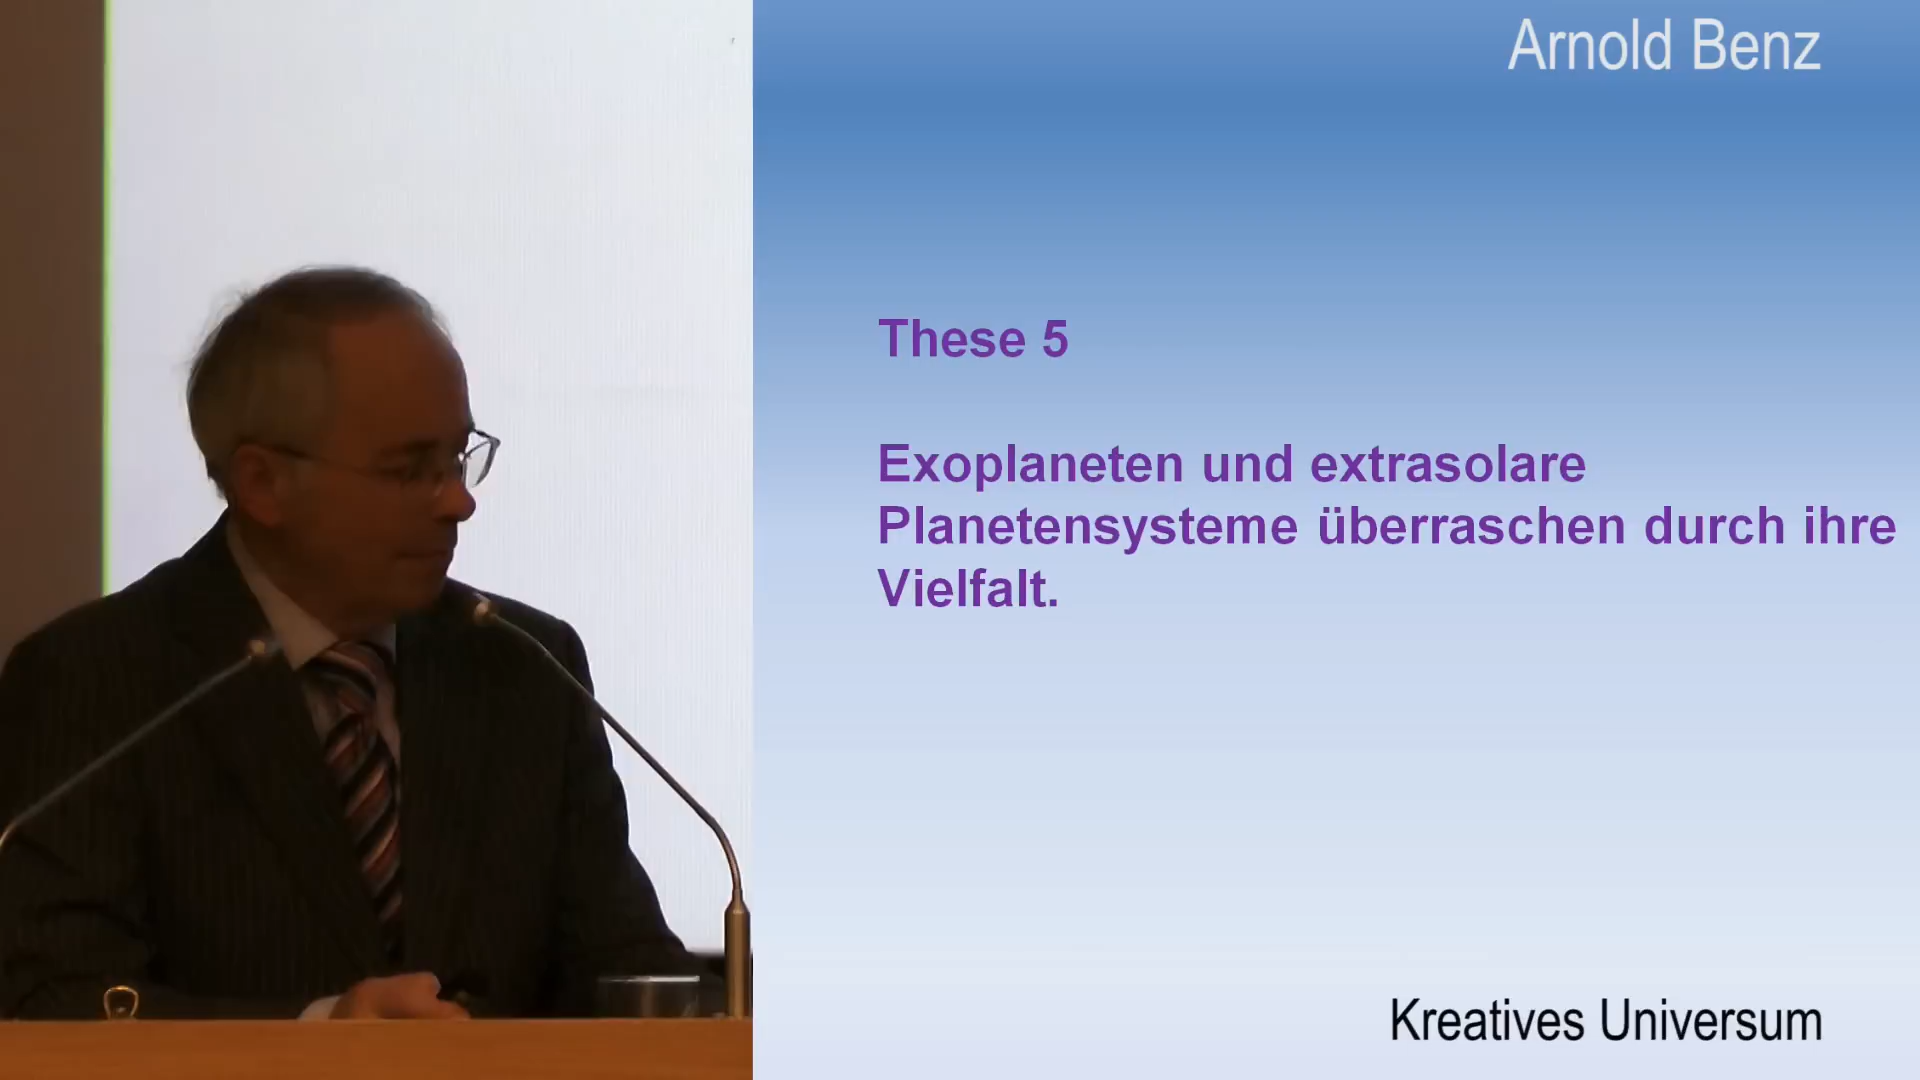 Arnold Benz
These 5
Exoplaneten und extrasolare
Planetensysteme überraschen durch ihre
Vielfalt.
Kreatives Universum